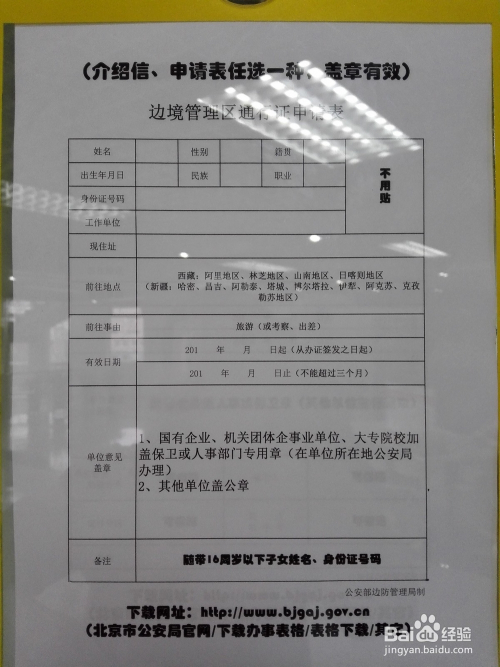 （介绍信、申请表任选一种，盖章有效）
边境管理区通行证申请表
姓名 性别 籍贯
出生年月日 民族 职业
不用贴
身份证号码
工作单位
现住址
前往地点
西藏：阿里地区、林芝地区、山南地区、日喀则地区
（新疆：哈密、昌吉、阿勒泰、塔城、博尔塔拉、伊犁、阿克苏、克孜
勒苏地区）
前往事由 旅游（或考察、出差）
有效日期
201 年 月 日起（从办证签发之日起）
201 年 月 日止（不能超过三个月）
单位意见
盖章
1、国有企业、机关团体企事业单位、大专院校加
盖保卫或人事部门专用章（在单位所在地公安局
办理）
2、其他单位盖公章
备注 随带16周岁以下子女姓名、身份证号码
公安部边防管理局制
下载网址：http://www.bjgaj.gov.cn
（北京市公安局官网/下载办事表格/表格下载/其它）
Baidu经验
jingyan.baidu.com